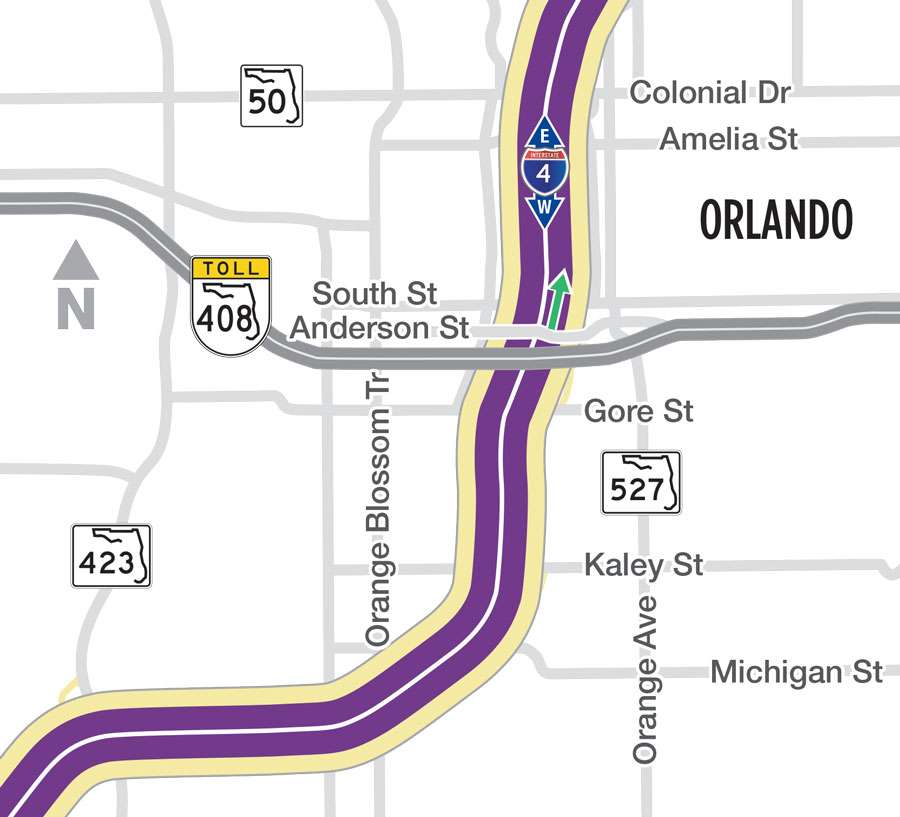 Colonial Dr
50
Amelia St
E
INTERSTATE
4
W
ORLANDO
TOLL
408
N
South St
Anderson St
Gore St
Orange Blossom Tr
527
423
Kaley St
Orange Ave
Michigan St